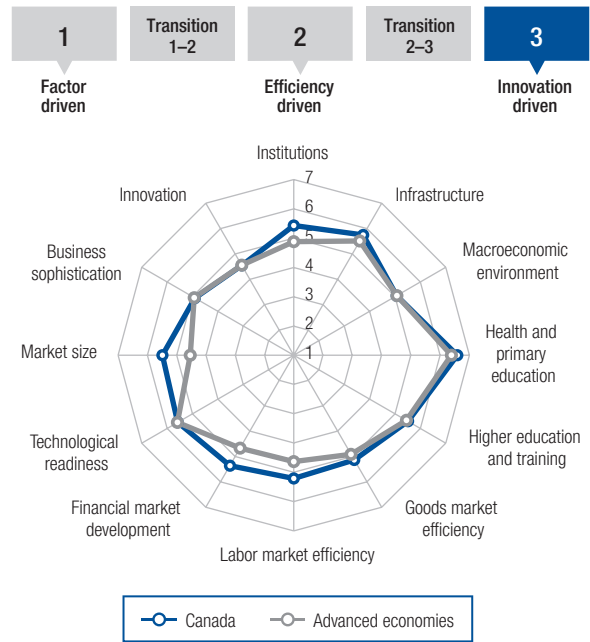 1
Transition
1–2
2
Transition
2–3
3
Factor
driven
Efficiency
driven
Innovation
driven
Institutions
7
6
5
4
3
2
1
Innovation
Infrastructure
Business
sophistication
Macroeconomic
environment
Market size
Health and
primary
education
Technological
readiness
Higher education
and training
Financial market
development
Goods market
efficiency
Labor market efficiency
Canada
Advanced economies